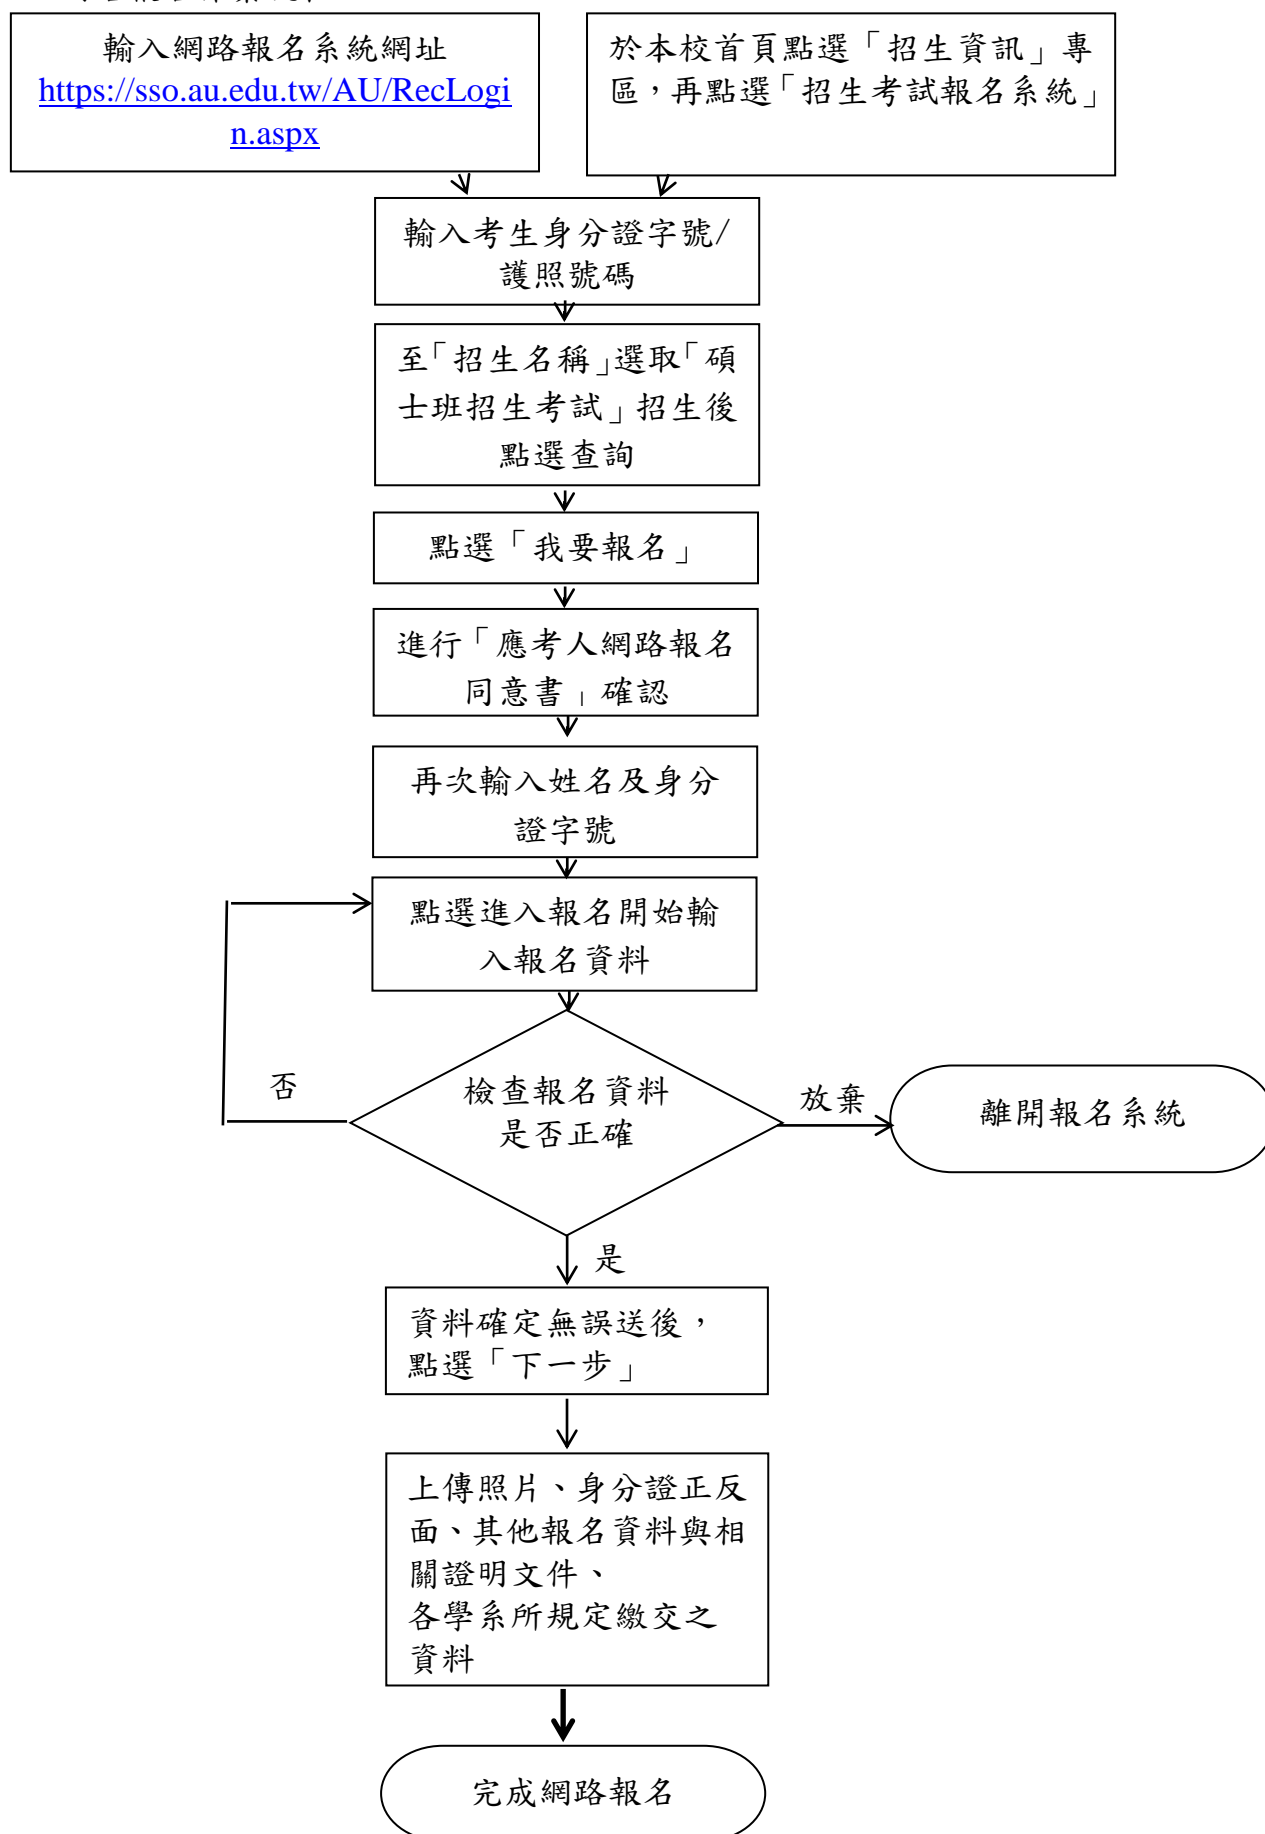 輸入網路報名系統網址
https://sso.au.edu.tw/AU/RecLogi
n.aspx
於本校首頁點選「招生資訊」專
區，再點選「招生考試報名系統」
輸入考生身分證字號/
護照號碼
至「招生名稱」選取「碩
士班招生考試」招生後
點選查詢
點選「我要報名」
進行「應考人網路報名
同意書」確認
再次輸入姓名及身分
證字號
點選進入報名開始輸
入報名資料
否
檢查報名資料
是否正確
放棄
離開報名系統
是
資料確定無誤送後，
點選「下一步」
上傳照片、身分證正反
面、其他報名資料與相
關證明文件、
各學系所規定繳交之
資料
完成網路報名